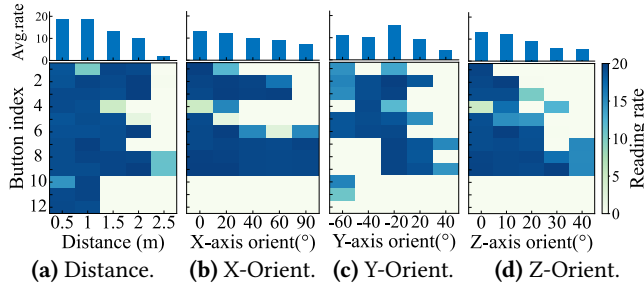 Avg.rate
20
10
0
Button index
2
4
6
8
10
12
0.5 1 1.5 2 2.5
Distance (m)
0 20 40 60 90
X-axis orient(°)
-60 -40 -20 20 40
Y-axis orient(°)
0 10 20 30 40
Z-axis orient(°)
20
15
10
5
0
Reading rate
(a) Distance. (b) X-Orient. (c) Y-Orient. (d) Z-Orient.